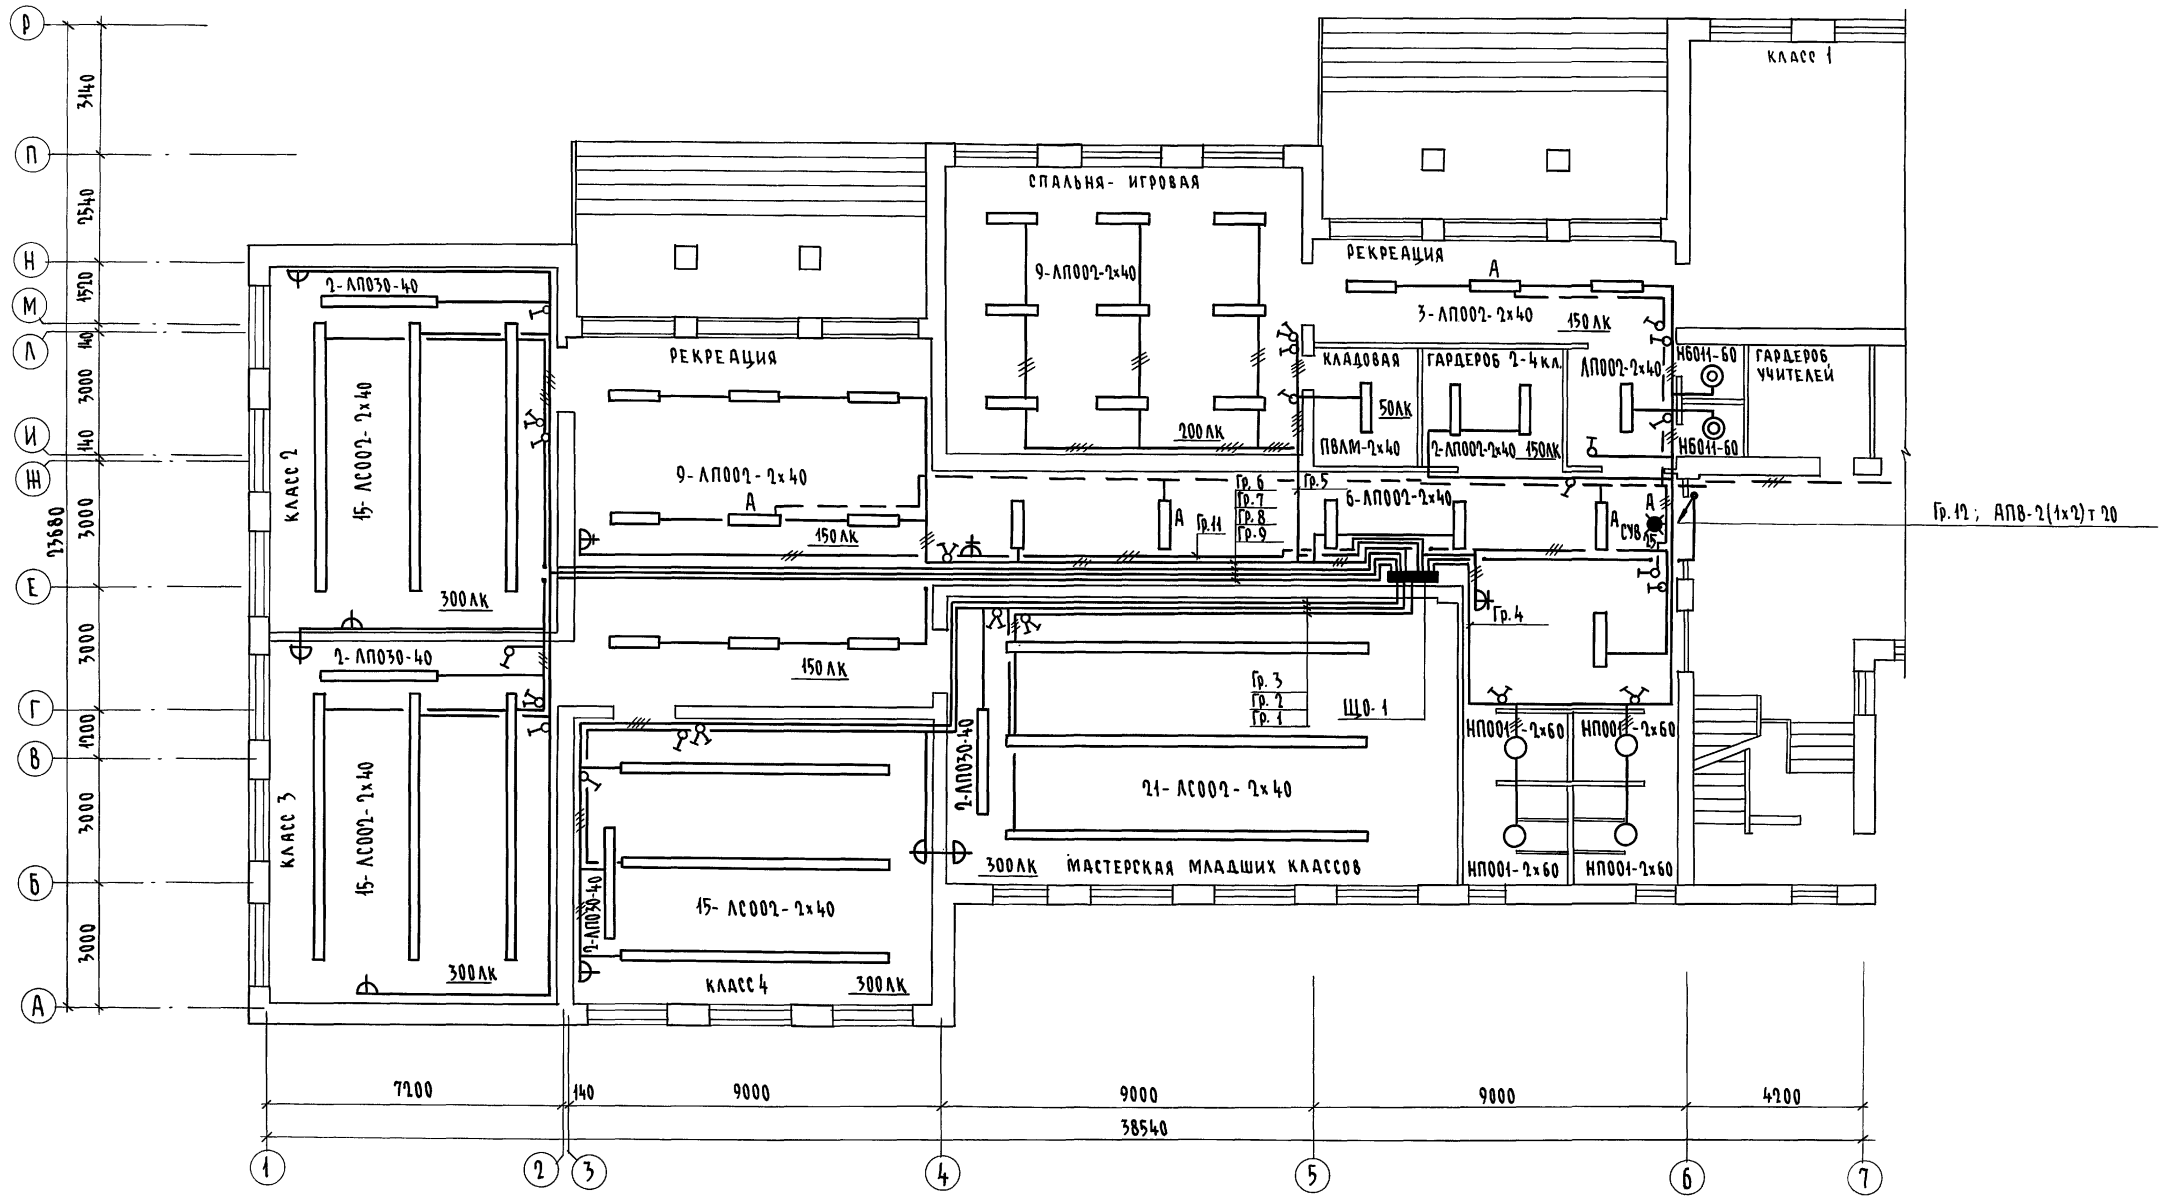 Р
КЛАСС 1
3140
П
СПАЛЬНЯ- ИГРОВАЯ
2540
Н
РЕКРЕАЦИЯ
9-ЛП002-2х40
А
2-ЛП030-40
1520
М
3-ЛП002-2х40
150ЛК
140
Л
РЕКРЕАЦИЯ
КЛАДОВАЯ
ГАРДЕРОБ 2-4 КЛ.
ЛП002-2х40
НБ011-60
ГАРДЕРОБ
УЧИТЕЛЕЙ
3000
50ЛК
15-ЛС002-2х40
И
140
200ЛК
ПВЛМ-2х40
2-ЛП002-2х40
150ЛК
НБ011-60
Ж
КЛАСС 2
9-ЛП002-2х40
Гр. 6
Гр. 7
Гр. 8
Гр. 9
Гр.5
6-ЛП002-2х40
А
А
Гр.11
А
А
СУВ
25
Гр.12; АПВ-2(1х2)т 20
3000
23680
150ЛК
Е
300ЛК
Гр.4
3000
2-ЛП030-40
150ЛК
Гр. 3
Гр. 2
Гр. 1
ЩО-1
Г
1200
2-ЛП030-40
НП001-2х60
НП001-2х60
В
КЛАСС 3
15-ЛС002-2х40
21-ЛС002-2х40
3000
300ЛК
МАСТЕРСКАЯ МЛАДШИХ КЛАССОВ
НП001-2х60
НП001-2х60
Б
2-ЛП030-40
15-ЛС002-2х40
3000
300ЛК
КЛАСС 4
300ЛК
А
7200
140
9000
9000
9000
4200
38540
1
2
3
4
5
6
7